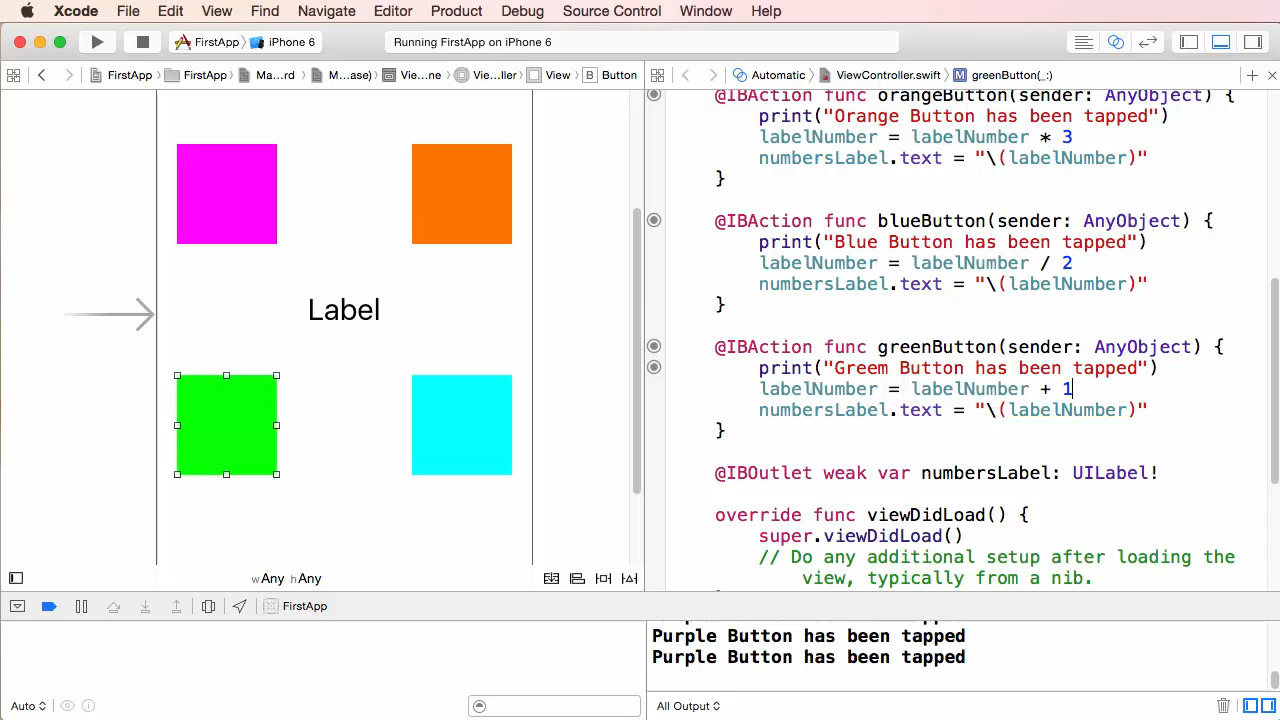 Xcode File Edit View Find Navigate Editor Product Debug Source Control Window Help
FirstApp iPhone 6 Running FirstApp on iPhone 6
FirstApp FirstApp Ma...rd M...ase) Vie...ne Vie...ller View B Button Automatic ViewController.swift M greenButton(_:)
@IBAction func orangeButton(sender: AnyObject) {
print("Orange Button has been tapped")
labelNumber = labelNumber * 3
numbersLabel.text = "\(labelNumber)"
}
@IBAction func blueButton(sender: AnyObject) {
print("Blue Button has been tapped")
labelNumber = labelNumber / 2
numbersLabel.text = "\(labelNumber)"
}
Label
@IBAction func greenButton(sender: AnyObject) {
print("Greem Button has been tapped")
labelNumber = labelNumber + 1
numbersLabel.text = "\(labelNumber)"
}
@IBOutlet weak var numbersLabel: UILabel!
override func viewDidLoad() {
super.viewDidLoad()
// Do any additional setup after loading the
view, typically from a nib.
wAny hAny
FirstApp
Purple Button has been tapped
Purple Button has been tapped
Auto All Output